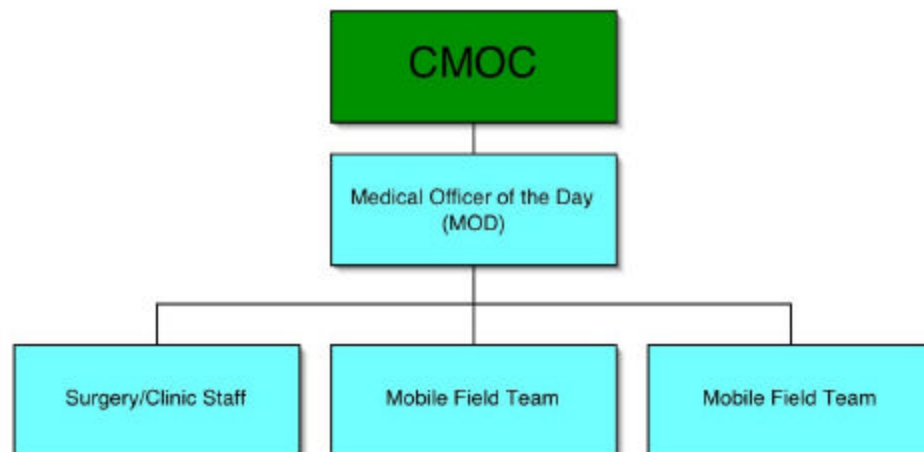 CMOC
Medical Officer of the Day
(MOD)
Surgery/Clinic Staff
Mobile Field Team
Mobile Field Team